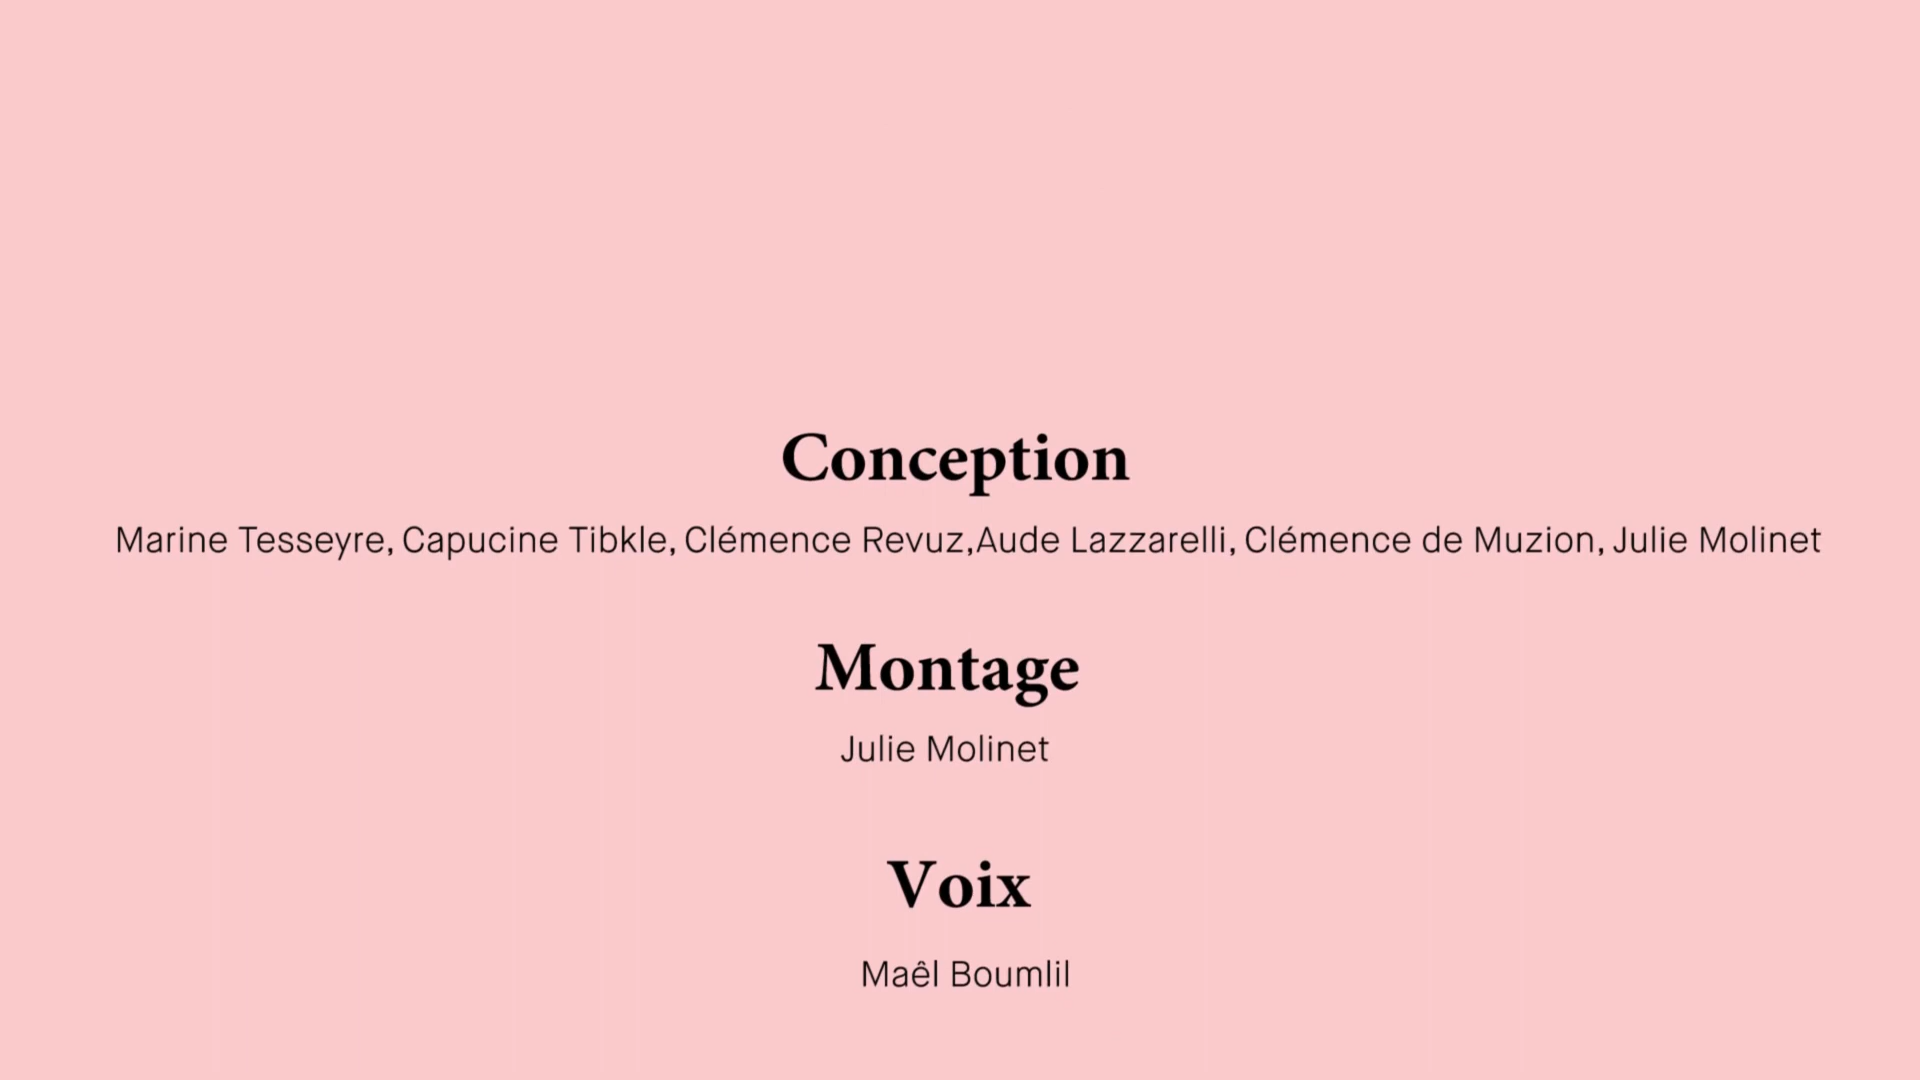 Conception
Marine Tesseyre, Capucine Tibkle, Clémence Revuz,Aude Lazzarelli, Clémence de Muzion, Julie Molinet
Montage
Julie Molinet
Voix
Maêl Boumlil